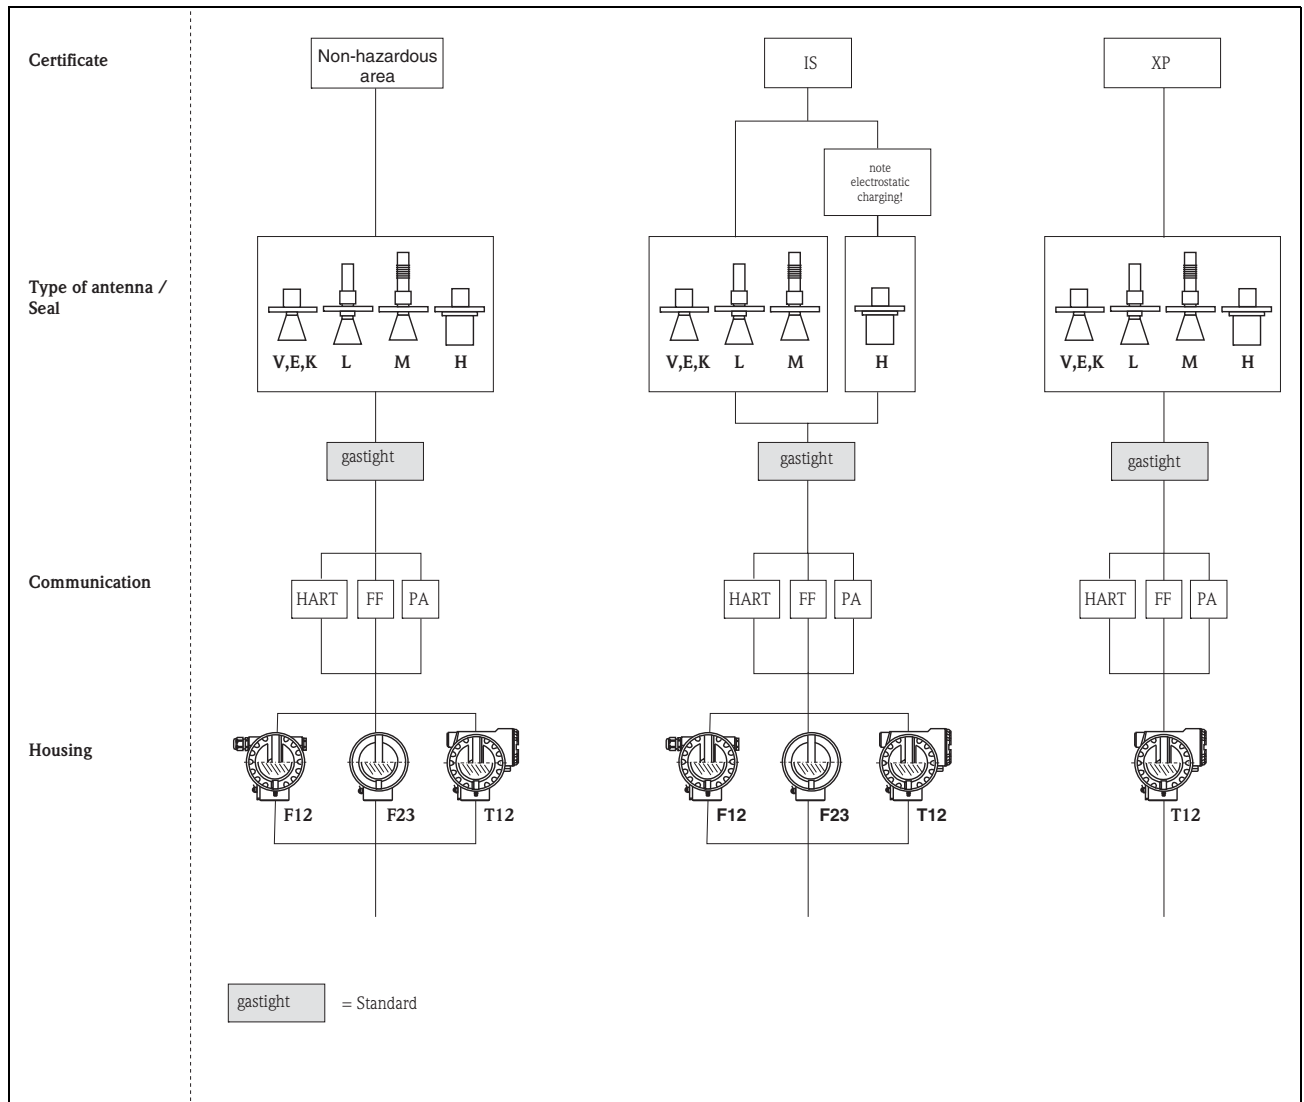 Certificate
Non-hazardous
area
IS
XP
note
electrostatic
charging!
Type of antenna /
Seal
V,E,K L M H
V,E,K L M H
V,E,K L M H
gastight
gastight
gastight
Communication
HART FF PA
HART FF PA
HART FF PA
Housing
F12 F23 T12
F12 F23 T12
T12
gastight = Standard